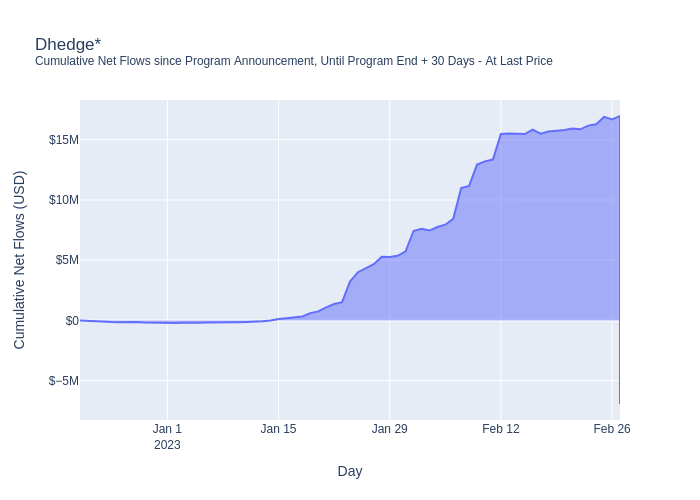 Dhedge*
Cumulative Net Flows since Program Announcement, Until Program End + 30 Days - At Last Price
Cumulative Net Flows (USD)
$15M
$10M
$5M
$0
$−5M
Jan 1
2023
Jan 15
Jan 29
Feb 12
Feb 26
Day